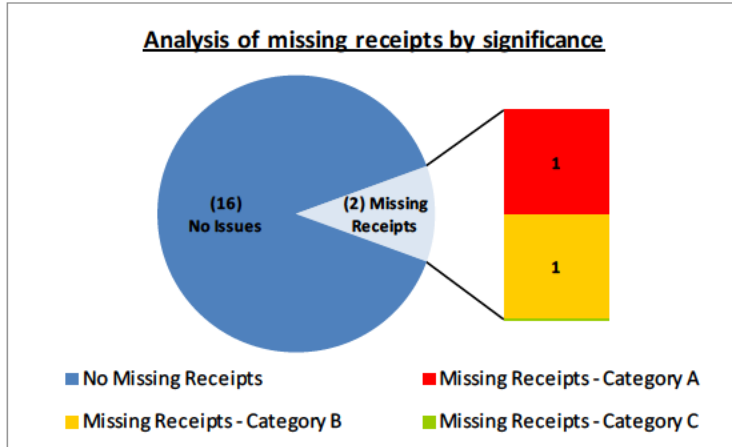 Analysis of missing receipts by significance
(16)
No Issues
(2) Missing
Receipts
1
1
No Missing Receipts
Missing Receipts - Category A
Missing Receipts - Category B
Missing Receipts - Category C